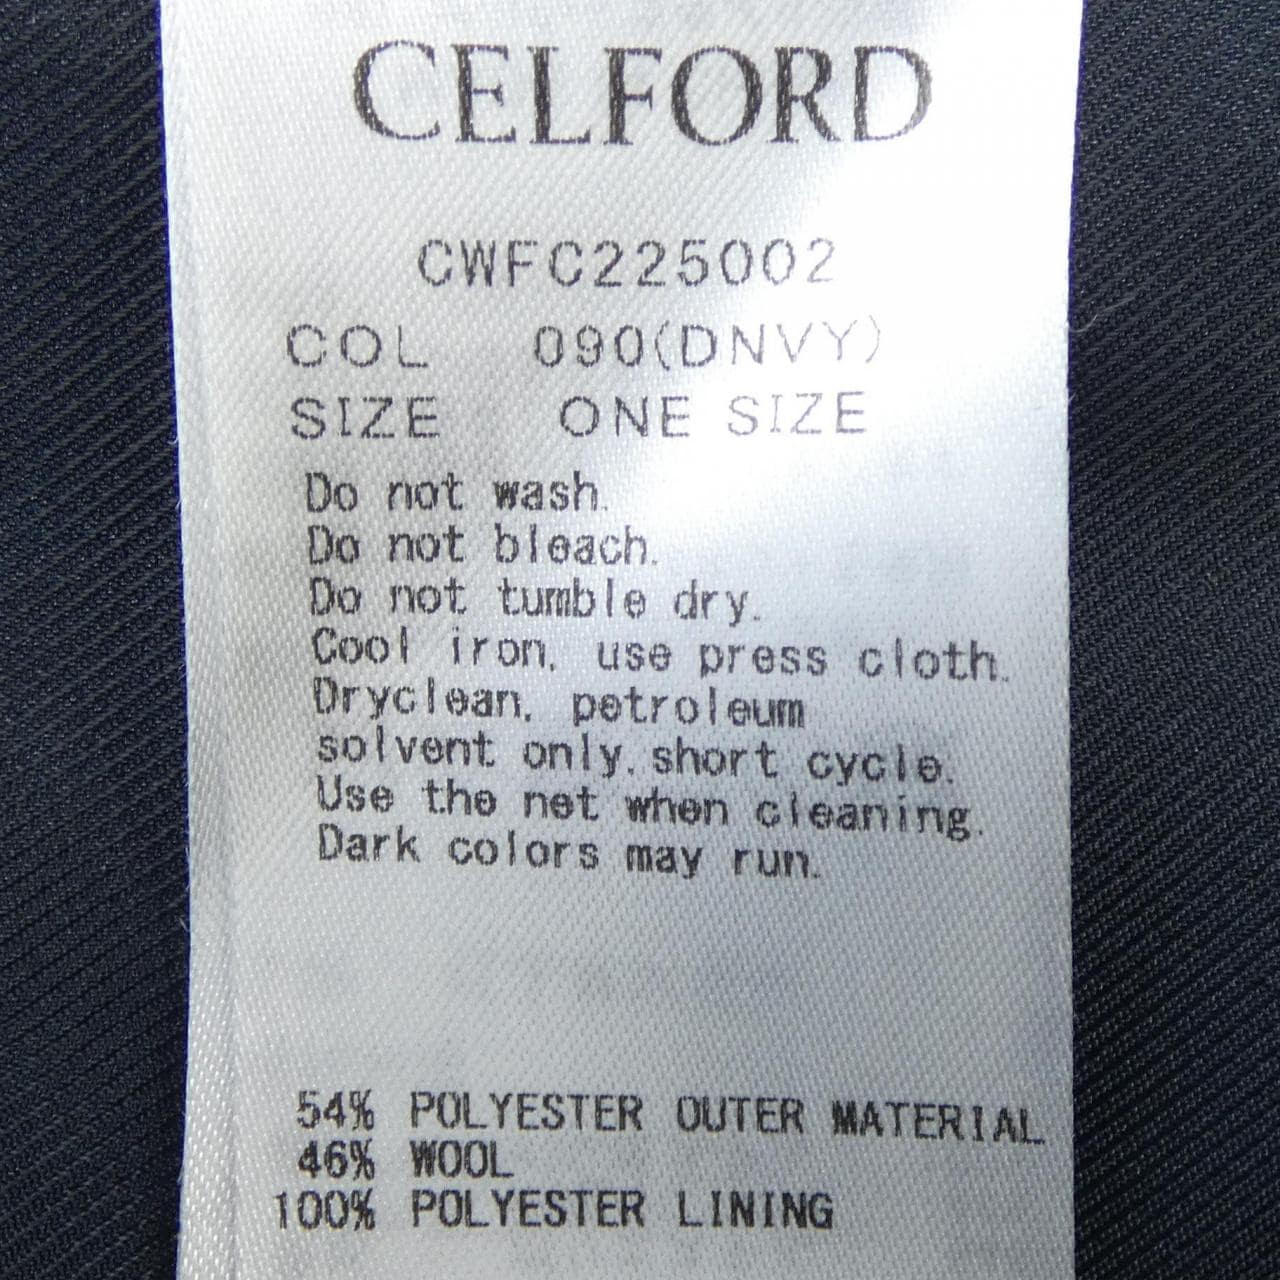 CELFORD
CWFC225002
COL 090(DNVY)
SIZE ONE SIZE
Do not wash.
Do not bleach.
Do not tumble dry.
Cool iron, use press cloth.
Dryclean, petroleum
solvent only, short cycle.
Use the net when cleaning.
Dark colors may run.
54% POLYESTER OUTER MATERIAL
46% WOOL
100% POLYESTER LINING